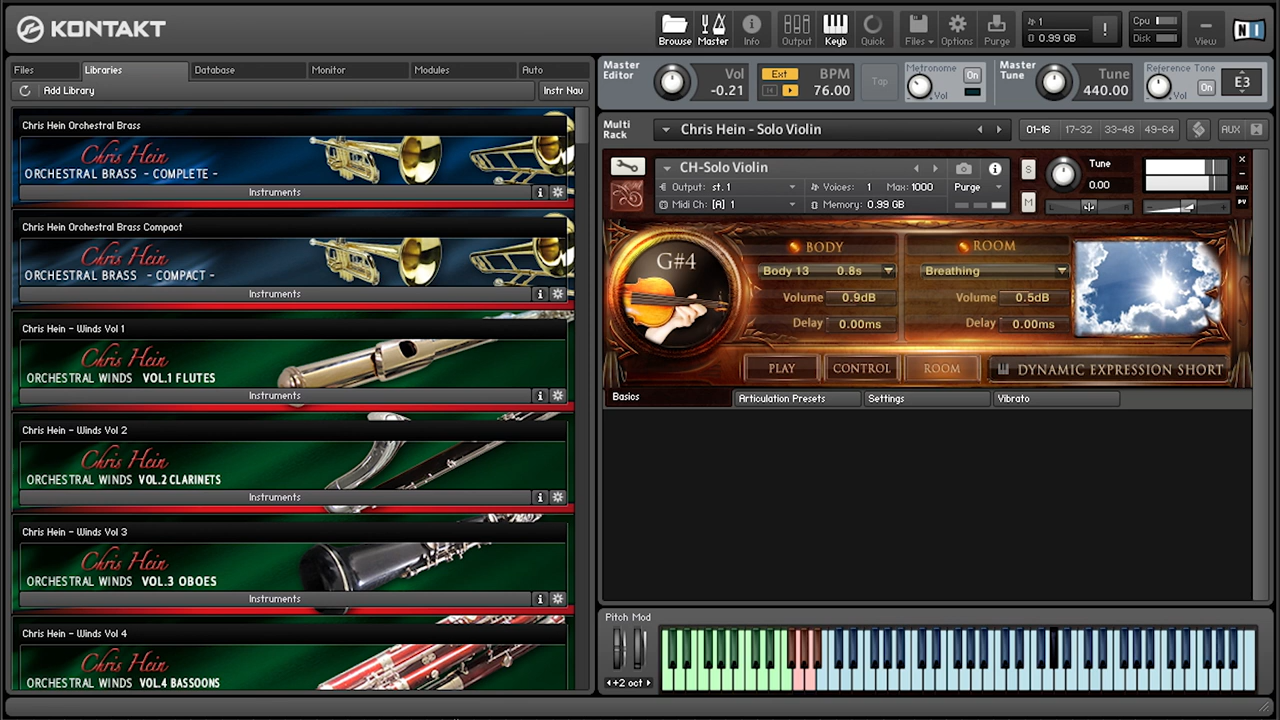 KONTAKT
Browse Master Info Output Keyb Quick Files Options Purge
1
0.99 GB
!
Cpu
Disk
View
NI
Files Libraries Database Monitor Modules Auto
Add Library Instr Nav
Master Editor
Vol
-0.21
Ext BPM
76.00
Tap
Metronome
On
Vol
Master Tune
Tune
440.00
Reference Tone
Vol On
E3
Multi Rack
Chris Hein - Solo Violin
01-16 17-32 33-48 49-64
AUX
Chris Hein Orchestral Brass
Chris Hein
ORCHESTRAL BRASS - COMPLETE -
Instruments
Chris Hein Orchestral Brass Compact
Chris Hein
ORCHESTRAL BRASS - COMPACT -
Instruments
Chris Hein - Winds Vol 1
Chris Hein
ORCHESTRAL WINDS VOL.1 FLUTES
Instruments
Chris Hein - Winds Vol 2
Chris Hein
ORCHESTRAL WINDS VOL.2 CLARINETS
Instruments
Chris Hein - Winds Vol 3
Chris Hein
ORCHESTRAL WINDS VOL.3 OBOES
Instruments
Chris Hein - Winds Vol 4
Chris Hein
ORCHESTRAL WINDS VOL.4 BASSOONS
CH-Solo Violin
Output: st. 1 Voices: 1 Max: 1000 Purge
Midi Ch: [A] 1 Memory: 0.99 GB
S
M
Tune
0.00
L R
AUX
PV
G#4
BODY
Body 13 0.8s
Volume 0.9dB
Delay 0.00ms
ROOM
Breathing
Volume 0.5dB
Delay 0.00ms
PLAY CONTROL ROOM DYNAMIC EXPRESSION SHORT
Basics Articulation Presets Settings Vibrato
Pitch Mod
+2 oct